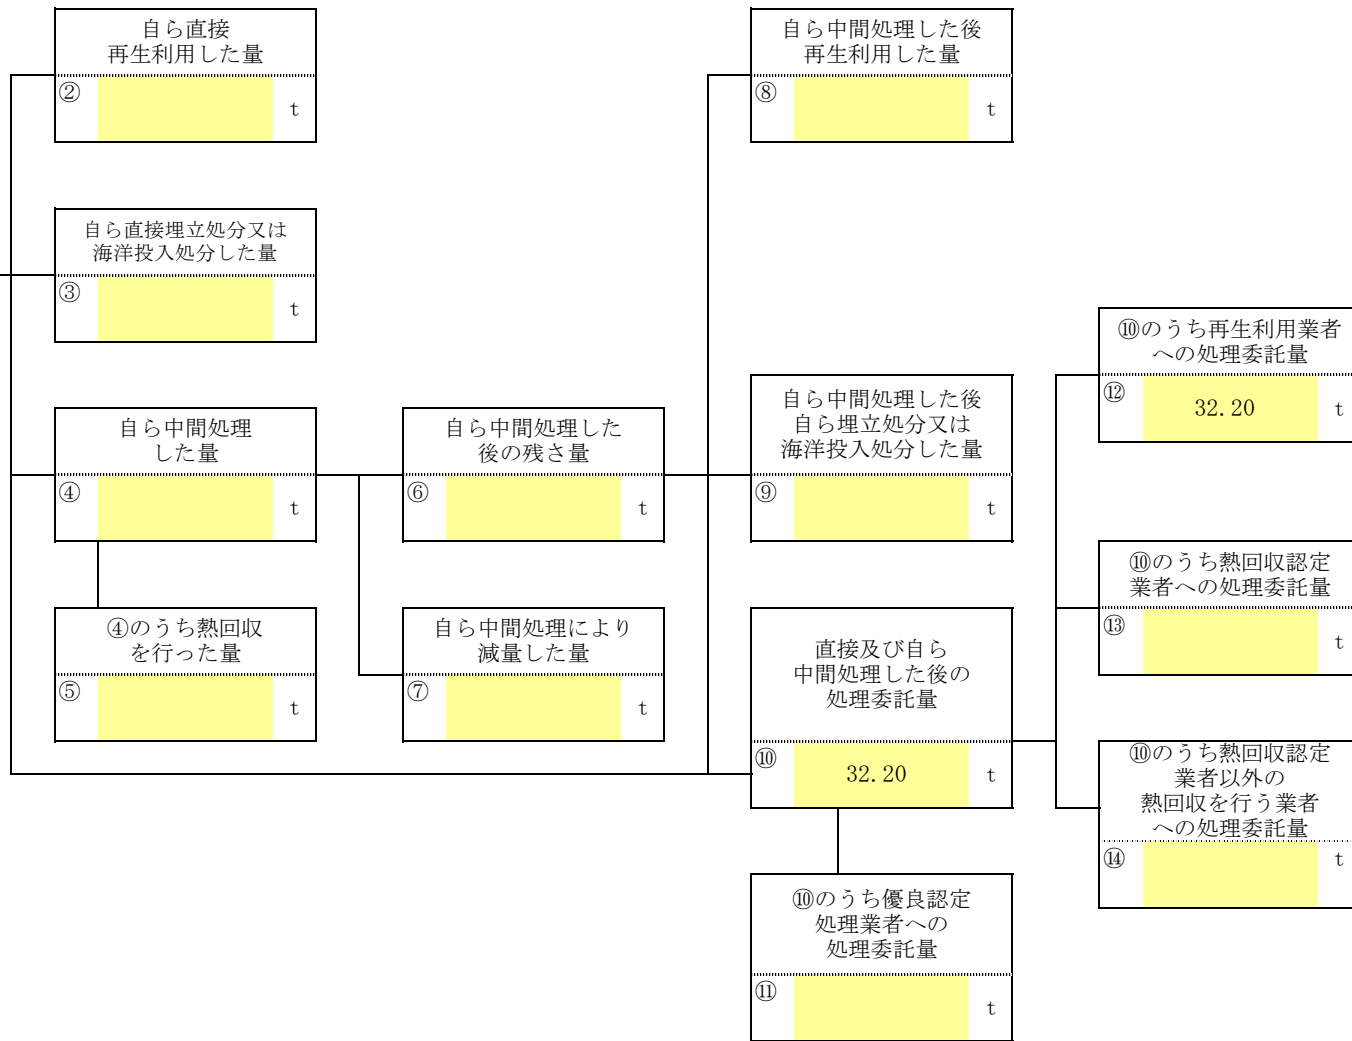 自ら直接
再生利用した量
②
t
自ら中間処理した後
再生利用した量
⑧
t
自ら直接埋立処分又は
海洋投入処分した量
③
t
⑩のうち再生利用業者
への処理委託量
⑫
32.20
t
自ら中間処理
した量
④
t
自ら中間処理した
後の残さ量
⑥
t
自ら中間処理した後
自ら埋立処分又は
海洋投入処分した量
⑨
t
⑩のうち熱回収認定
業者への処理委託量
⑬
t
④のうち熱回収
を行った量
⑤
t
自ら中間処理により
減量した量
⑦
t
直接及び自ら
中間処理した後の
処理委託量
⑩
32.20
t
⑩のうち熱回収認定
業者以外の
熱回収を行う業者
への処理委託量
⑭
t
⑩のうち優良認定
処理業者への
処理委託量
⑪
t